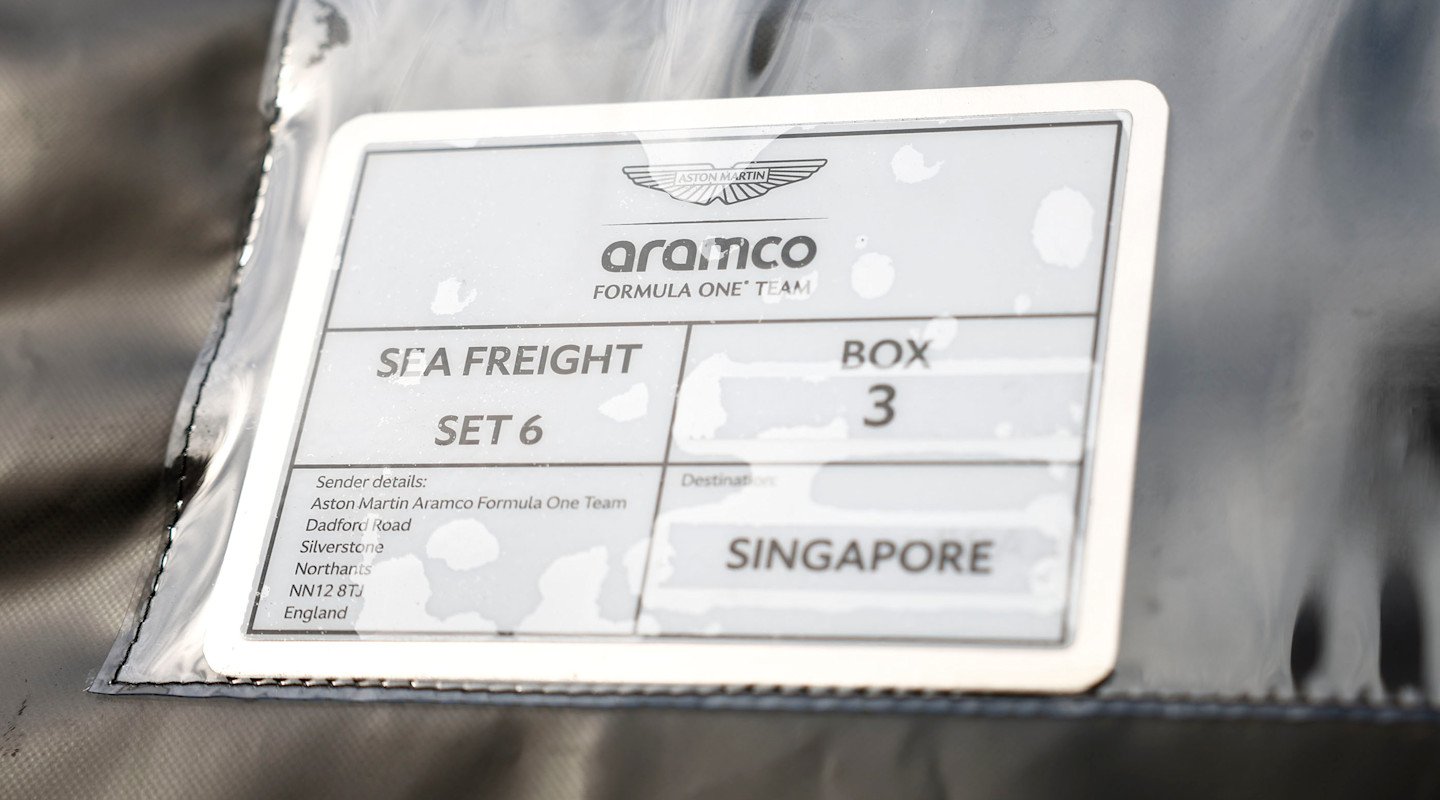 ASTON MARTIN
aramco
FORMULA ONE® TEAM
SEA FREIGHT
SET 6
BOX
3
Sender details:
Aston Martin Aramco Formula One Team
Dadford Road
Silverstone
Northants
NN12 8TJ
England
Destination:
SINGAPORE